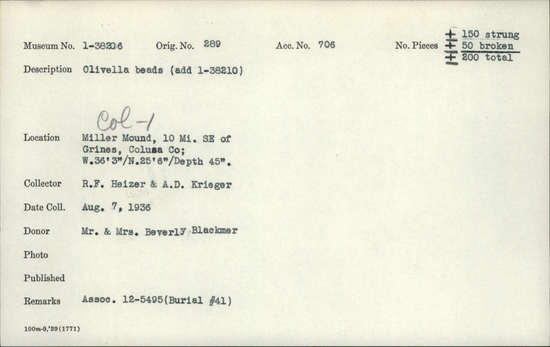 Museum No. 1-38206 Orig. No. 289 Acc. No. 706 No. Pieces ± 150 strung
± 50 broken
± 200 total
Description Olivella beads (add 1-38210)
Col-1
Location Miller Mound, 10 Mi. SE of
Grines, Colusa Co;
W.36'3"/N.25'6"/Depth 45".
Collector R.F. Heizer & A.D. Krieger
Date Coll. Aug. 7, 1936
Donor Mr. & Mrs. Beverly Blackmer
Photo
Published
Remarks Assoc. 12-5495(Burial #41)
100m-8,'39(1771)